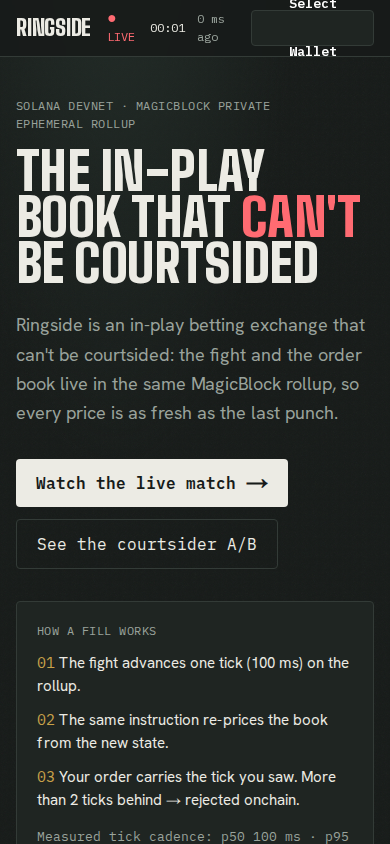 RINGSIDE
● LIVE
00:01
0 ms ago
Select Wallet
SOLANA DEVNET · MAGICBLOCK PRIVATE
EPHEMERAL ROLLUP
THE IN-PLAY
BOOK THAT CAN'T
BE COURTSIDED
Ringside is an in-play betting exchange that
can't be courtsided: the fight and the order
book live in the same MagicBlock rollup, so
every price is as fresh as the last punch.
Watch the live match →
See the courtsider A/B
HOW A FILL WORKS
01 The fight advances one tick (100 ms) on the
rollup.
02 The same instruction re-prices the book
from the new state.
03 Your order carries the tick you saw. More
than 2 ticks behind → rejected onchain.
Measured tick cadence: p50 100 ms · p95